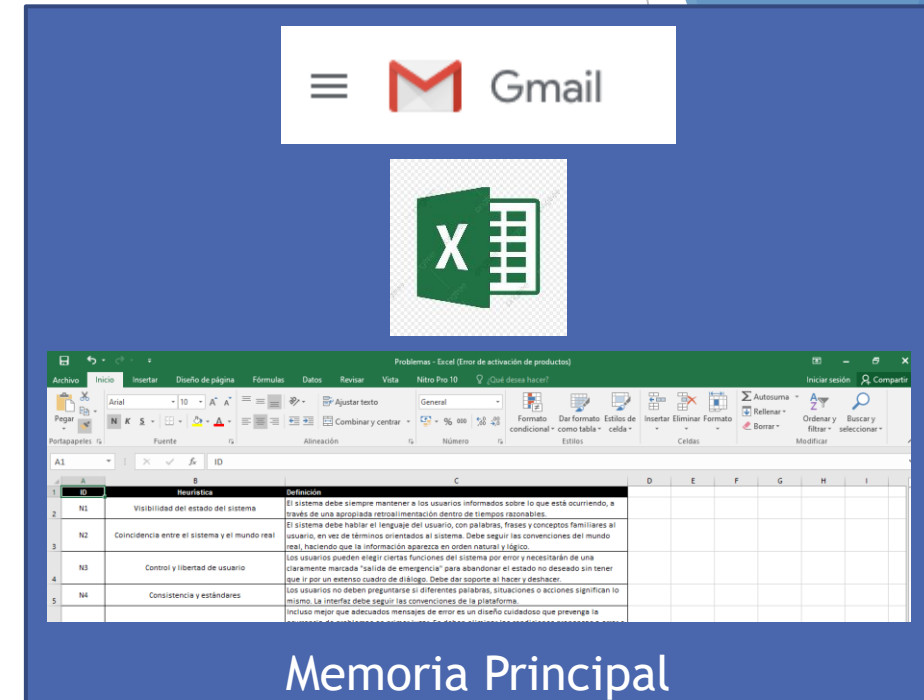 Gmail
X
Problemas - Excel (Error de activación de productos)
Archivo Inicio Insertar Diseño de página Fórmulas Datos Revisar Vista Nitro Pro 10 ¿Qué desea hacer? Iniciar sesión Compartir
Pegar
Arial 10 A A Ajustar texto General
N K S A Combinar y centrar % 000
Formato condicional Dar formato como tabla Estilos de celda
Insertar Eliminar Formato
Autosuma
Rellenar
Borrar
Ordenar y filtrar Buscar y seleccionar
Portapapeles Fuente Alineación Número Estilos Celdas Modificar
A1 fx ID
A B C D E F G H I
1 ID Heurística Definición
2 N1 Visibilidad del estado del sistema El sistema debe siempre mantener a los usuarios informados sobre lo que está ocurriendo, a
través de una apropiada retroalimentación dentro de tiempos razonables.
3 N2 Coincidencia entre el sistema y el mundo real El sistema debe hablar el lenguaje del usuario, con palabras, frases y conceptos familiares al
usuario, en vez de términos orientados al sistema. Debe seguir las convenciones del mundo
real, haciendo que la información aparezca en orden natural y lógico.
4 N3 Control y libertad de usuario Los usuarios pueden elegir ciertas funciones del sistema por error y necesitarán de una
claramente marcada "salida de emergencia" para abandonar el estado no deseado sin tener
que ir por un extenso cuadro de diálogo. Debe dar soporte al hacer y deshacer.
5 N4 Consistencia y estándares Los usuarios no deben preguntarse si diferentes palabras, situaciones o acciones significan lo
mismo. La interfaz debe seguir las convenciones de la plataforma.
Incluso mejor que adecuados mensajes de error es un diseño cuidadoso que prevenga la
Memoria Principal